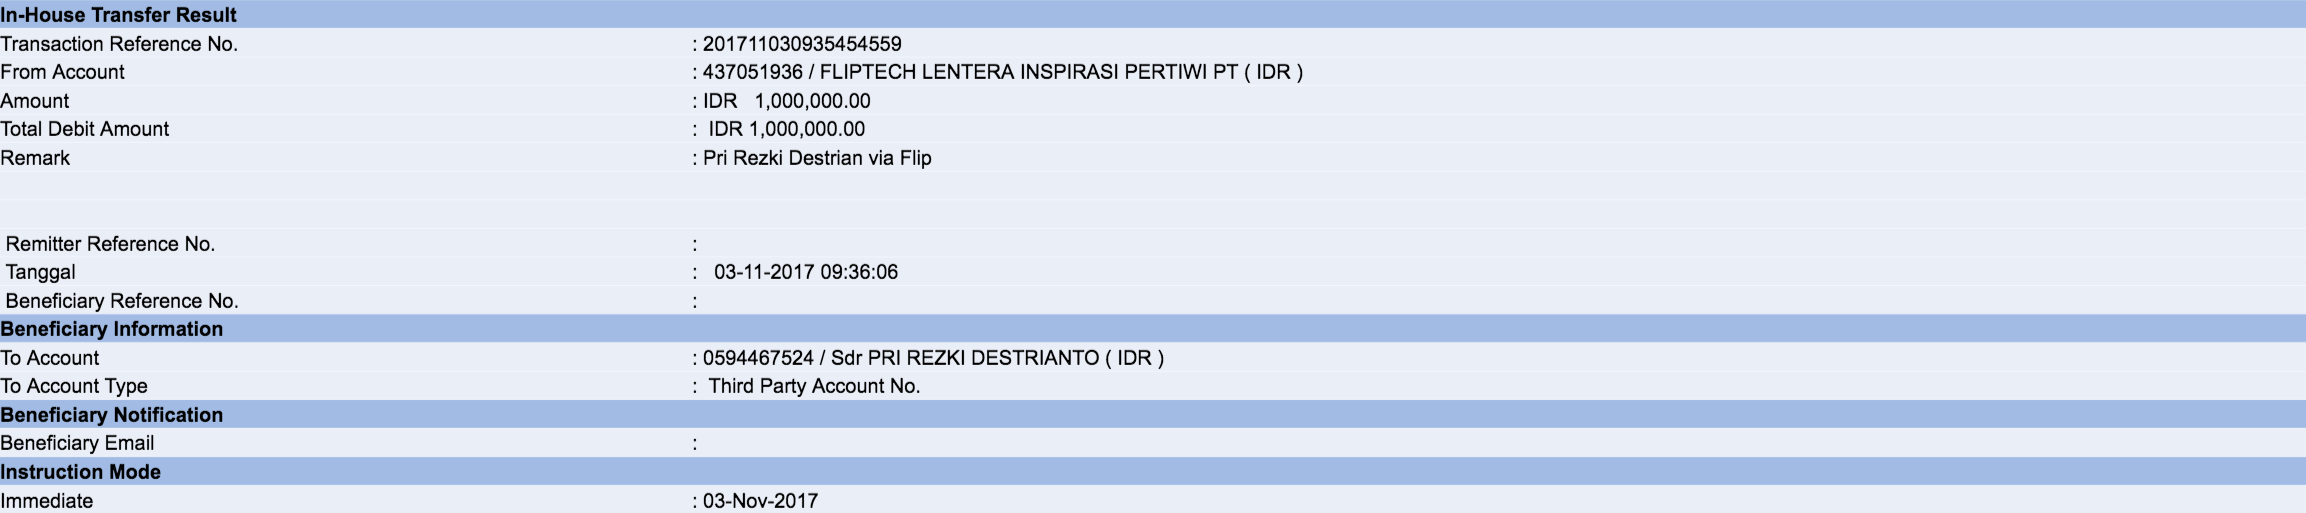 In-House Transfer Result
Transaction Reference No. : 201711030935454559
From Account : 437051936 / FLIPTECH LENTERA INSPIRASI PERTIWI PT ( IDR )
Amount : IDR 1,000,000.00
Total Debit Amount : IDR 1,000,000.00
Remark : Pri Rezki Destrian via Flip
Remitter Reference No. :
Tanggal : 03-11-2017 09:36:06
Beneficiary Reference No. :
Beneficiary Information
To Account : 0594467524 / Sdr PRI REZKI DESTRIANTO ( IDR )
To Account Type : Third Party Account No.
Beneficiary Notification
Beneficiary Email :
Instruction Mode
Immediate : 03-Nov-2017